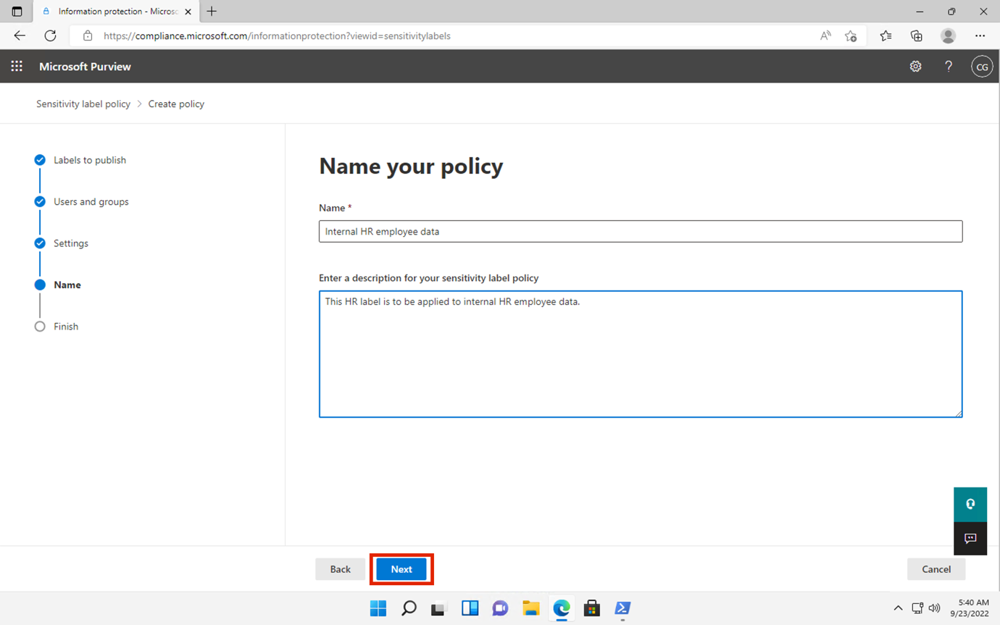 Information protection - Microsc
https://compliance.microsoft.com/informationprotection?viewid=sensitivitylabels
Microsoft Purview
CG
Sensitivity label policy > Create policy
Labels to publish
Users and groups
Settings
Name
Finish
Name your policy
Name *
Internal HR employee data
Enter a description for your sensitivity label policy
This HR label is to be applied to internal HR employee data.
Back
Next
Cancel
5:40 AM
9/23/2022